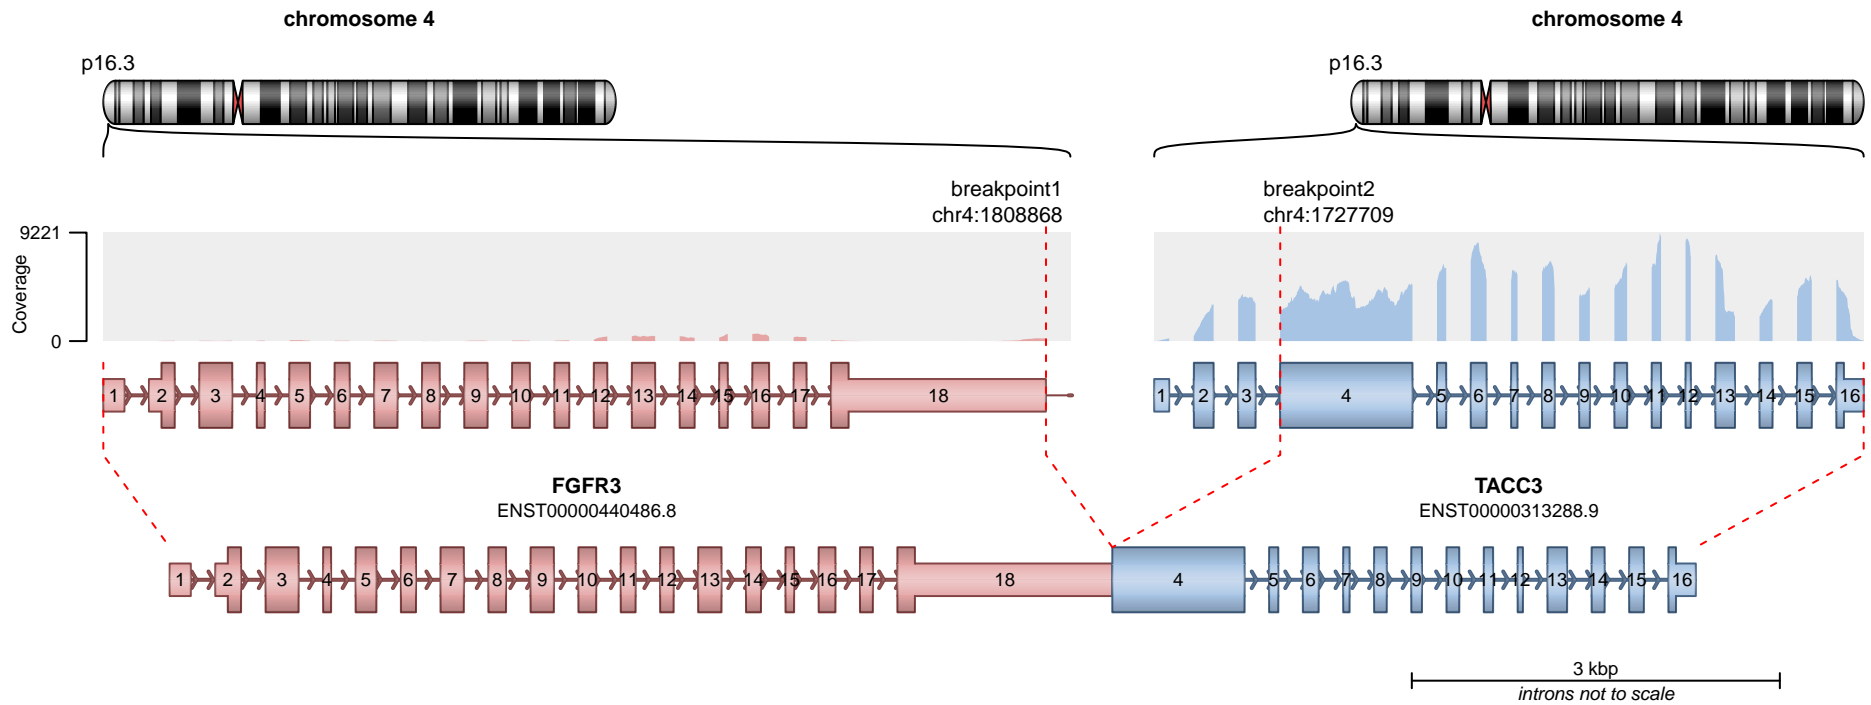 chromosome 4
chromosome 4
p16.3
p16.3
breakpoint1
chr4:1808868
breakpoint2
chr4:1727709
9221
Coverage
0
1 2 3 4 5 6 7 8 9 10 11 12 13 14 15 16 17 18
1 2 3 4 5 6 7 8 9 10 11 12 13 14 15 16
FGFR3
ENST00000440486.8
TACC3
ENST00000313288.9
1 2 3 4 5 6 7 8 9 10 11 12 13 14 15 16 17 18 4 5 6 7 8 9 10 11 12 13 14 15 16
3 kbp
introns not to scale